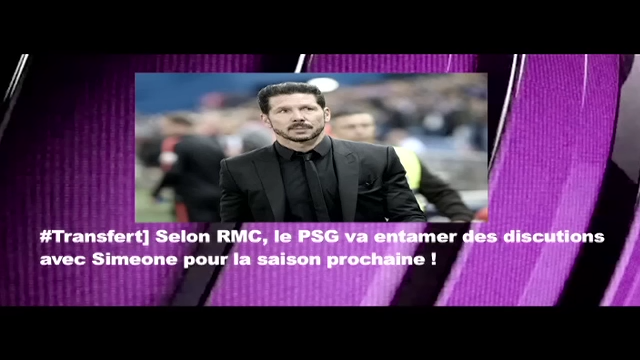 #Transfert] Selon RMC, le PSG va entamer des discutions
avec Simeone pour la saison prochaine !